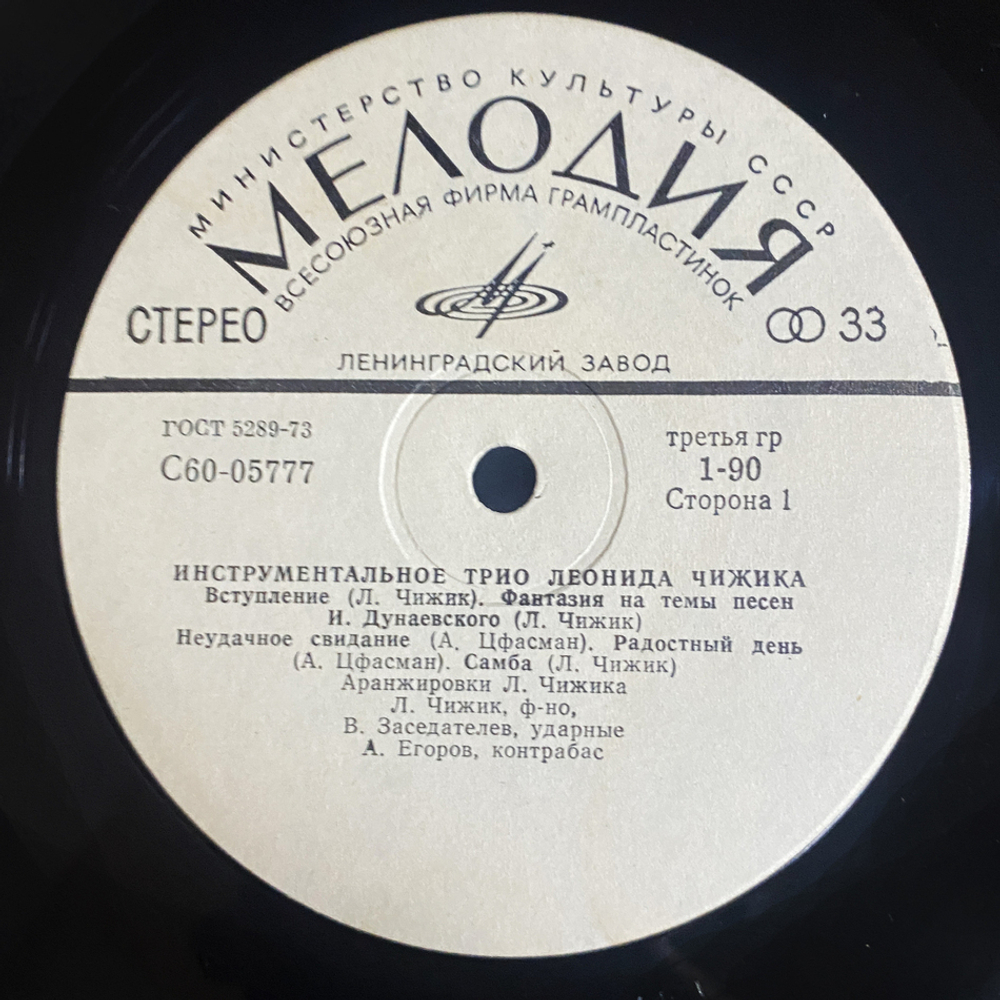 МИНИСТЕРСТВО КУЛЬТУРЫ СССР
МЕЛОДИЯ
ВСЕСОЮЗНАЯ ФИРМА ГРАМПЛАСТИНОК
СТЕРЕО
33
ЛЕНИНГРАДСКИЙ ЗАВОД
ГОСТ 5289-73
С60-05777
третья гр
1-90
Сторона 1
ИНСТРУМЕНТАЛЬНОЕ ТРИО ЛЕОНИДА ЧИЖИКА
Вступление (Л. Чижик). Фантазия на темы песен
И. Дунаевского (Л. Чижик)
Неудачное свидание (А. Цфасман). Радостный день
(А. Цфасман). Самба (Л. Чижик)
Аранжировки Л. Чижика
Л. Чижик, ф-но,
В. Заседателев, ударные
А. Егоров, контрабас